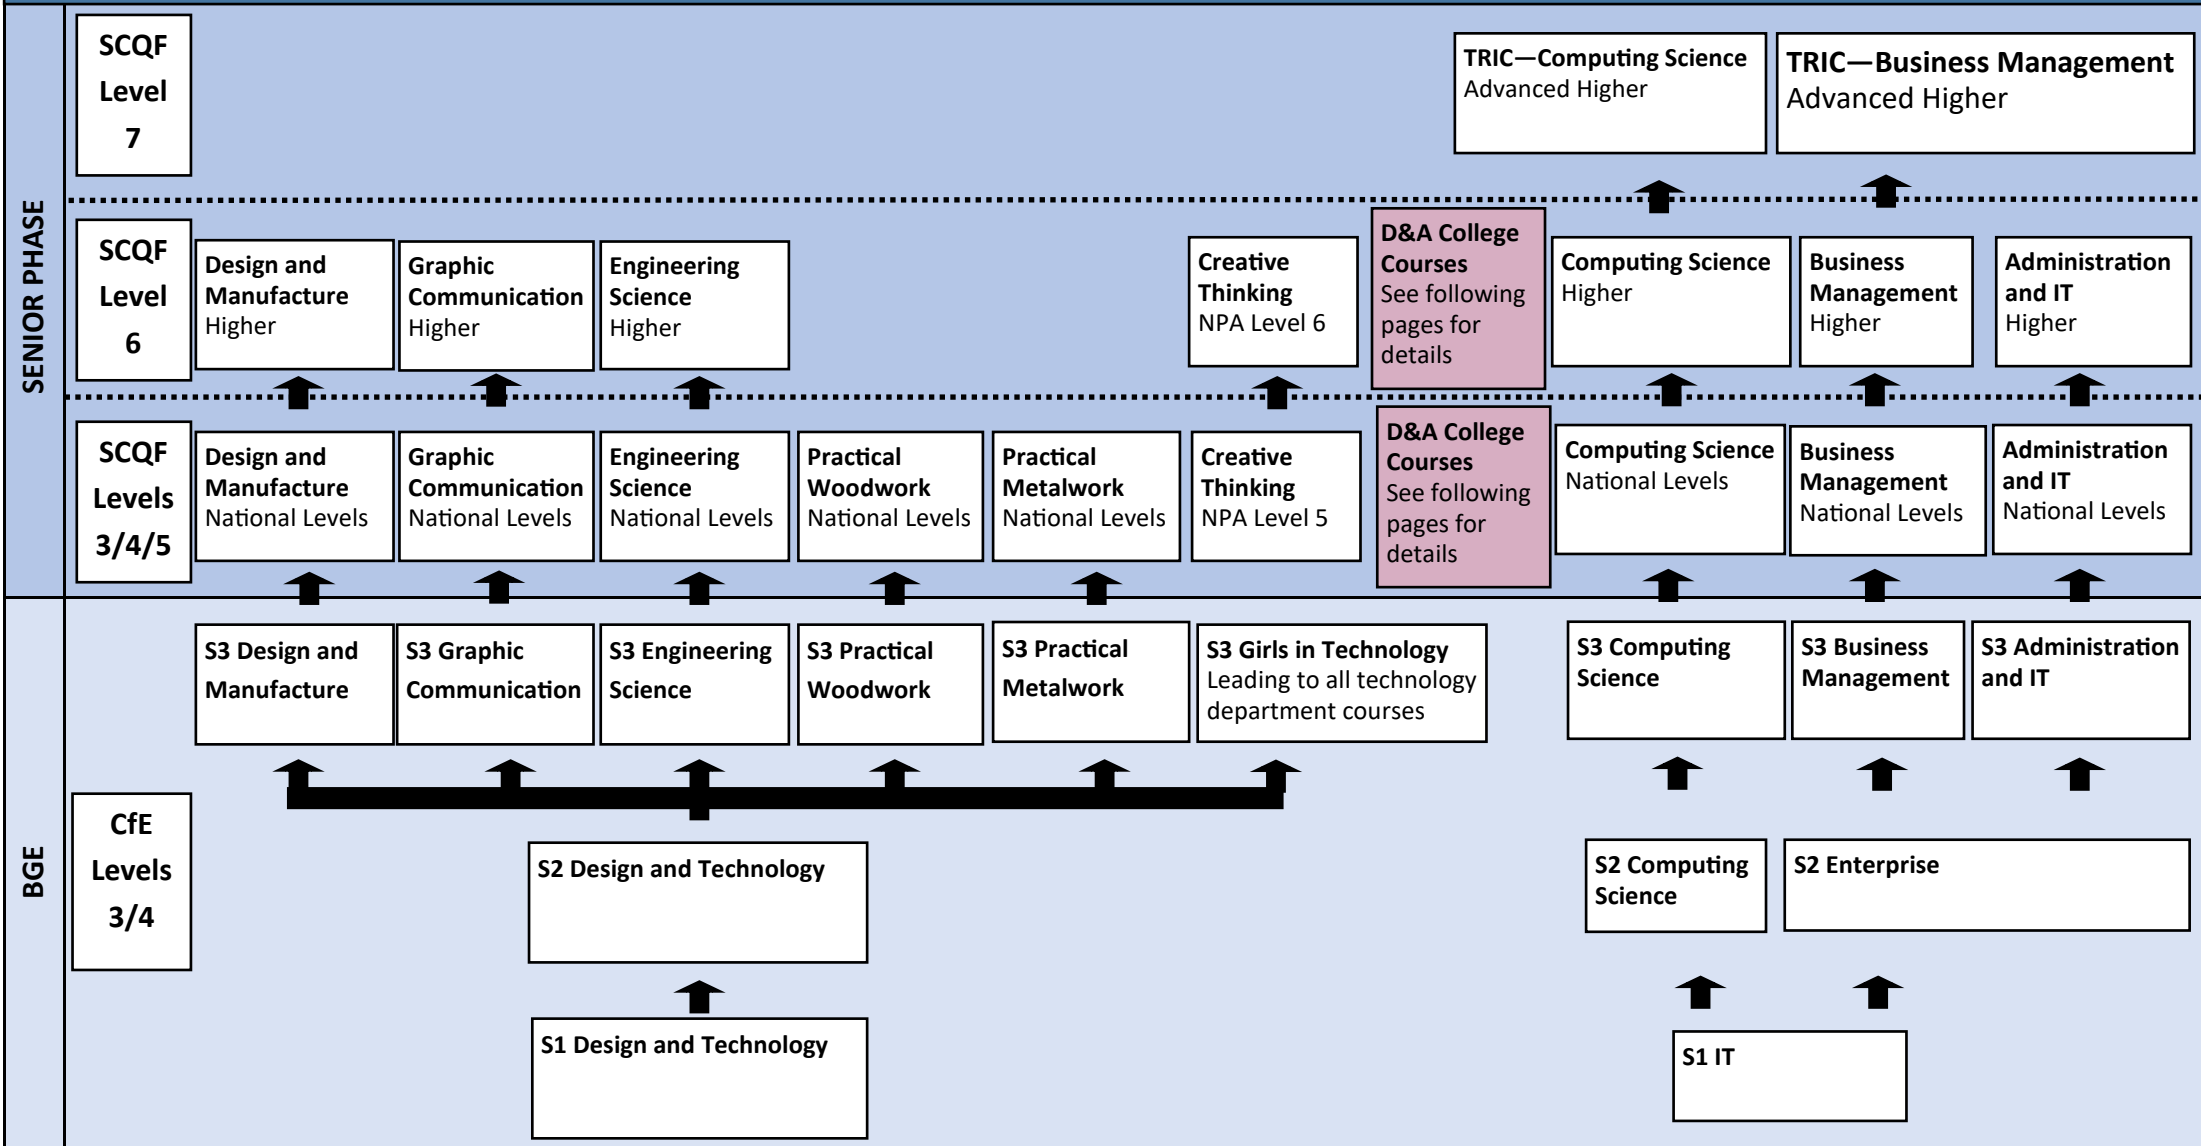 SENIOR PHASE
SCQF
Level
7
TRIC—Computing Science
Advanced Higher
TRIC—Business Management
Advanced Higher
SCQF
Level
6
Design and
Manufacture
Higher
Graphic
Communication
Higher
Engineering
Science
Higher
Creative
Thinking
NPA Level 6
D&A College
Courses
See following
pages for
details
Computing Science
Higher
Business
Management
Higher
Administration
and IT
Higher
SCQF
Levels
3/4/5
Design and
Manufacture
National Levels
Graphic
Communication
National Levels
Engineering
Science
National Levels
Practical
Woodwork
National Levels
Practical
Metalwork
National Levels
Creative
Thinking
NPA Level 5
D&A College
Courses
See following
pages for
details
Computing Science
National Levels
Business
Management
National Levels
Administration
and IT
National Levels
BGE
CfE
Levels
3/4
S3 Design and
Manufacture
S3 Graphic
Communication
S3 Engineering
Science
S3 Practical
Woodwork
S3 Practical
Metalwork
S3 Girls in Technology
Leading to all technology
department courses
S3 Computing
Science
S3 Business
Management
S3 Administration
and IT
S2 Design and Technology
S2 Computing
Science
S2 Enterprise
S1 Design and Technology
S1 IT